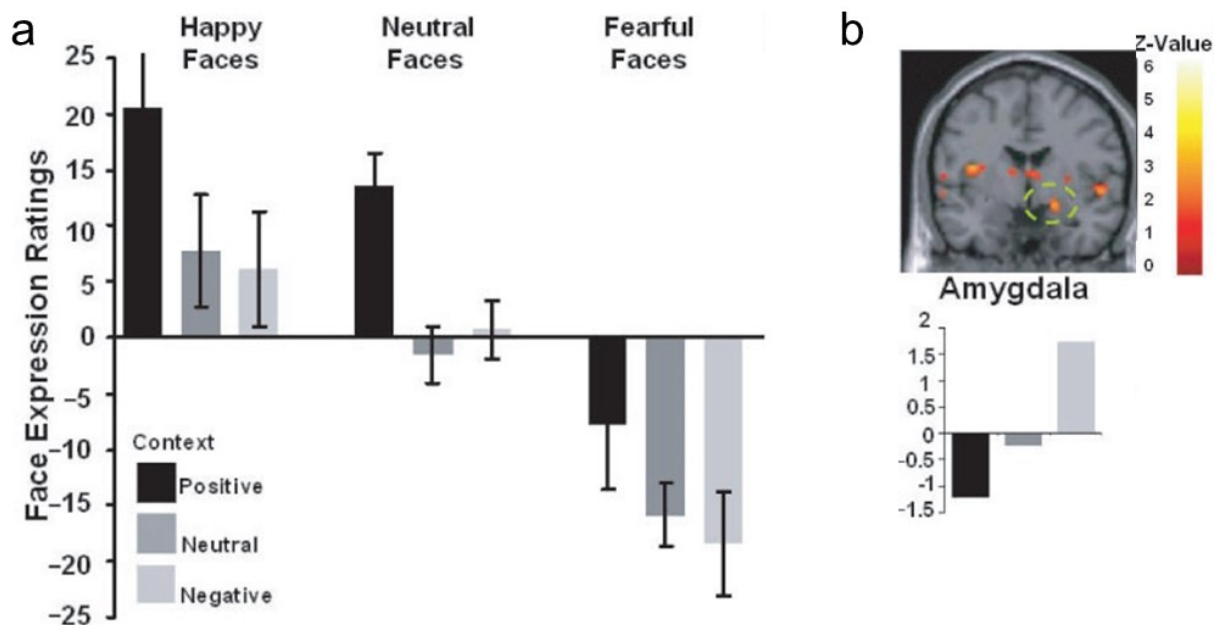 a
Happy
Faces
Neutral
Faces
Fearful
Faces
Face Expression Ratings
25
20
15
10
5
0
−5
−10
−15
−20
−25
Context
Positive
Neutral
Negative
b
Z-Value
6
5
4
3
2
1
0
Amygdala
2
1.5
1
0.5
0
-0.5
-1
-1.5